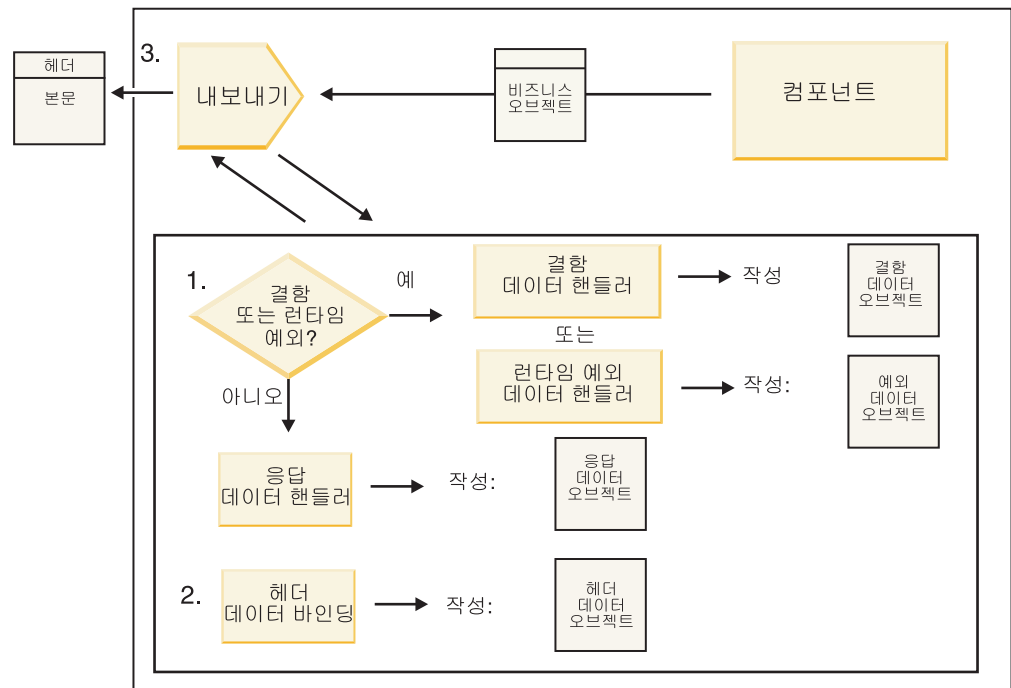 헤더
본문
3.
내보내기
비즈니스
오브젝트
컴포넌트
1.
결함
또는 런타임
예외?
예
결함
데이터 핸들러
작성
결함
데이터
오브젝트
또는
런타임 예외
데이터 핸들러
작성:
예외
데이터
오브젝트
아니오
응답
데이터 핸들러
작성:
응답
데이터
오브젝트
2.
헤더
데이터 바인딩
작성:
헤더
데이터
오브젝트